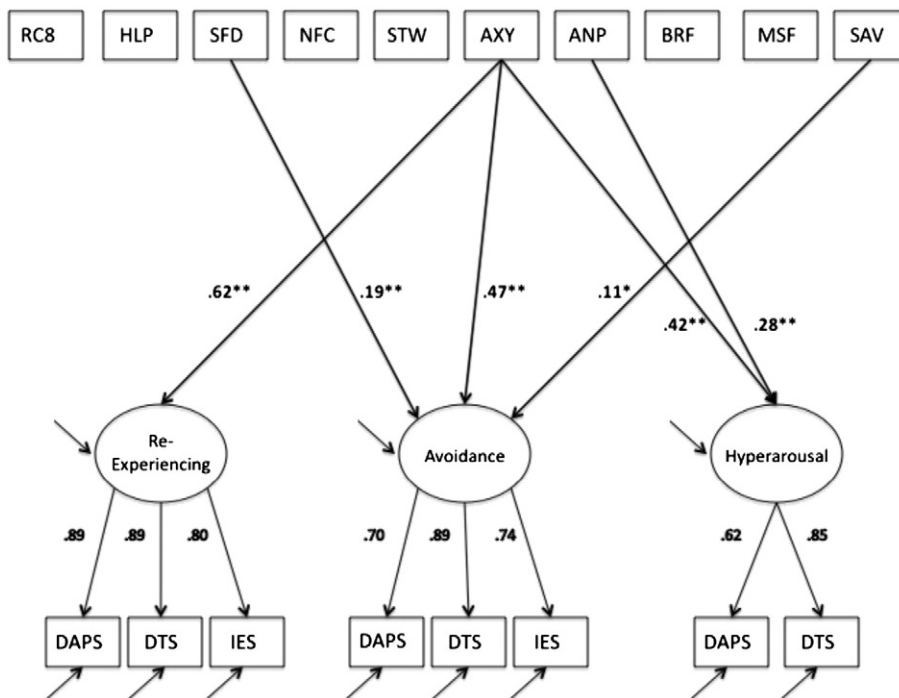 RC8 HLP SFD NFC STW AXY ANP BRF MSF SAV
.62** .19** .47** .11* .42** .28**
Re-
Experiencing
Avoidance
Hyperarousal
.89 .89 .80 .70 .89 .74 .62 .85
DAPS DTS IES DAPS DTS IES DAPS DTS